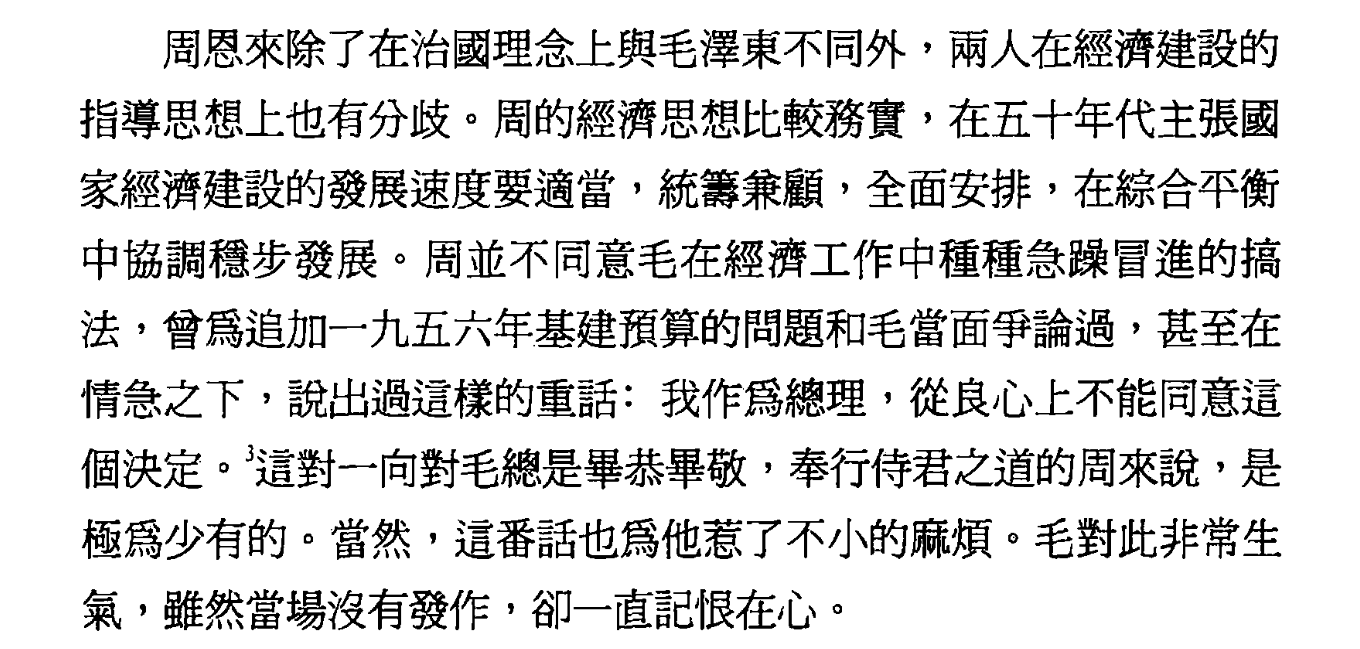 周恩來除了在治國理念上與毛澤東不同外，兩人在經濟建設的
指導思想上也有分歧。周的經濟思想比較務實，在五十年代主張國
家經濟建設的發展速度要適當，統籌兼顧，全面安排，在綜合平衡
中協調穩步發展。周並不同意毛在經濟工作中種種急躁冒進的搞
法，曾爲追加一九五六年基建預算的問題和毛當面爭論過，甚至在
情急之下，說出過這樣的重話：我作爲總理，從良心上不能同意這
個決定。³這對一向對毛總是畢恭畢敬，奉行侍君之道的周來說，是
極爲少有的。當然，這番話也爲他惹了不小的麻煩。毛對此非常生
氣，雖然當場沒有發作，卻一直記恨在心。